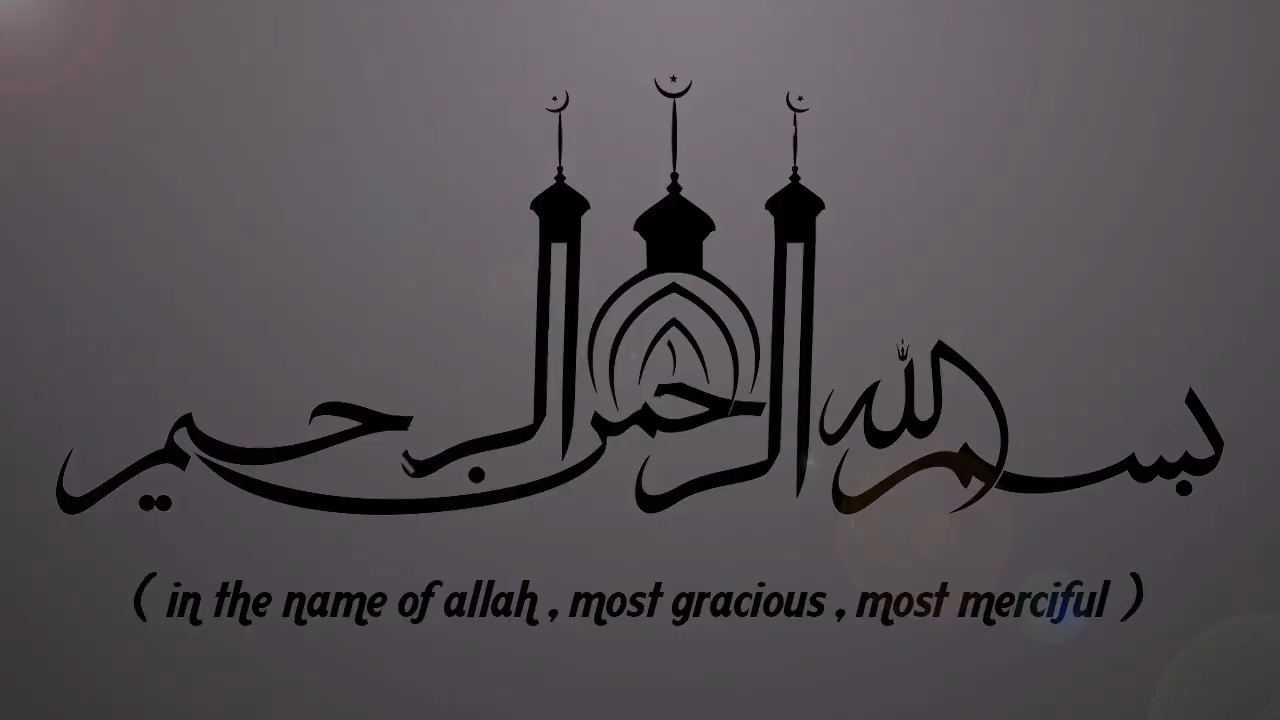 بسم الله الرحمن الرحيم
( in the name of allah , most gracious , most merciful )